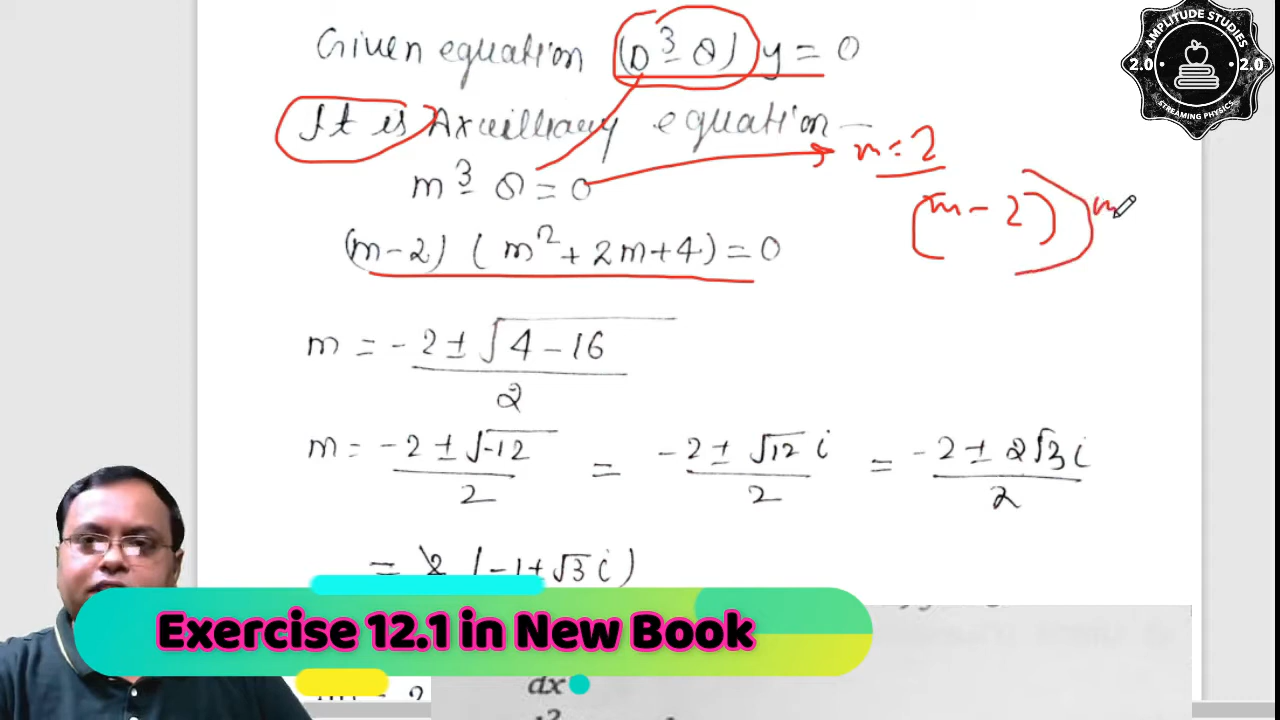 Given equation (D³ - 8) y = 0
It is Axuilliary equation -
m³ - 8 = 0
m = 2
(m - 2) ) m
(m-2) (m² + 2m + 4) = 0
m = -2 ± √4 - 16 / 2
m = -2 ± √-12 / 2 = -2 ± √12 i / 2 = -2 ± 2√3 i / 2
= 2 (-1 ± √3 i)
Exercise 12.1 in New Book
dx
AMPLITUDE STUDIES
2.0 2.0
STREAMING PHYSICS